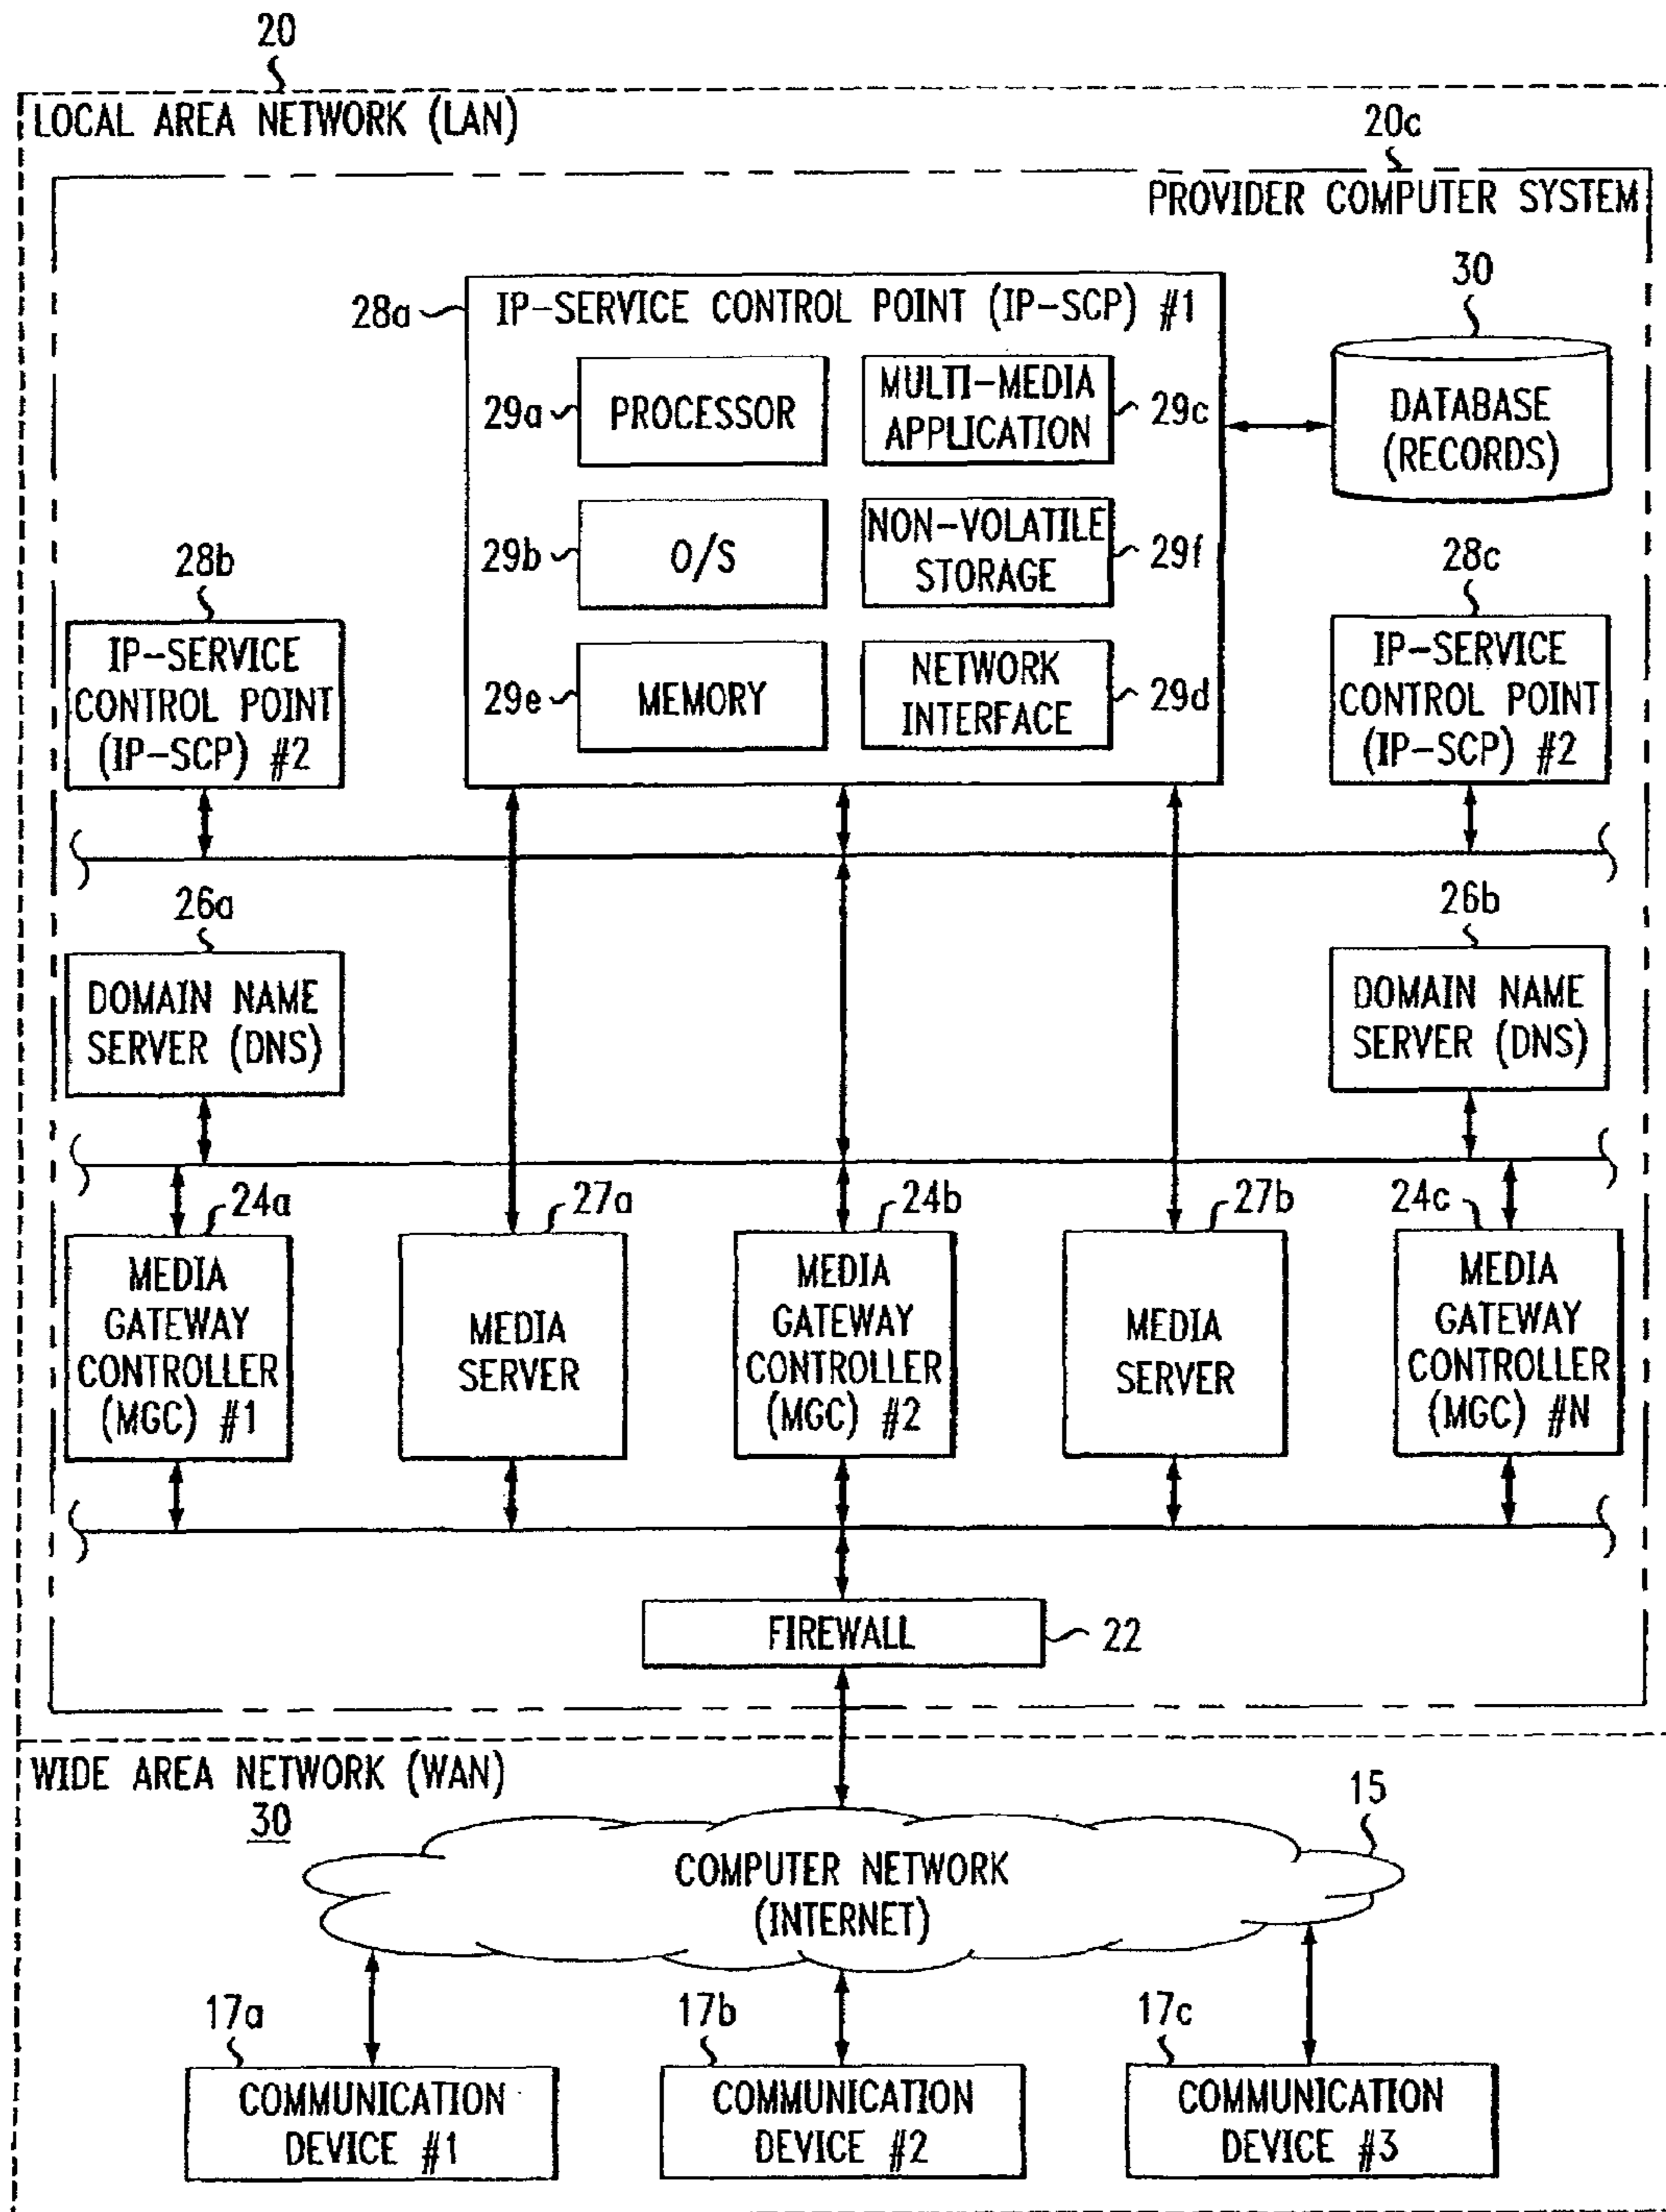 20
LOCAL AREA NETWORK (LAN)
20c
PROVIDER COMPUTER SYSTEM
28a
IP-SERVICE CONTROL POINT (IP-SCP) #1
30
DATABASE
(RECORDS)
29a
PROCESSOR
MULTI-MEDIA
APPLICATION
29c
29b
O/S
NON-VOLATILE
STORAGE
29f
29e
MEMORY
NETWORK
INTERFACE
29d
28b
IP-SERVICE
CONTROL POINT
(IP-SCP) #2
28c
IP-SERVICE
CONTROL POINT
(IP-SCP) #2
26a
DOMAIN NAME
SERVER (DNS)
26b
DOMAIN NAME
SERVER (DNS)
24a
MEDIA
GATEWAY
CONTROLLER
(MGC) #1
27a
MEDIA
SERVER
24b
MEDIA
GATEWAY
CONTROLLER
(MGC) #2
27b
MEDIA
SERVER
24c
MEDIA
GATEWAY
CONTROLLER
(MGC) #N
FIREWALL
22
WIDE AREA NETWORK (WAN)
30
15
COMPUTER NETWORK
(INTERNET)
17a
COMMUNICATION
DEVICE #1
17b
COMMUNICATION
DEVICE #2
17c
COMMUNICATION
DEVICE #3